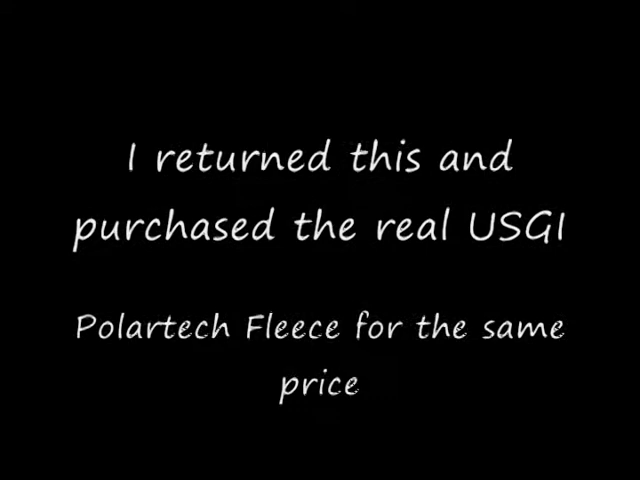 I returned this and
purchased the real USGI
Polartech Fleece for the same
price